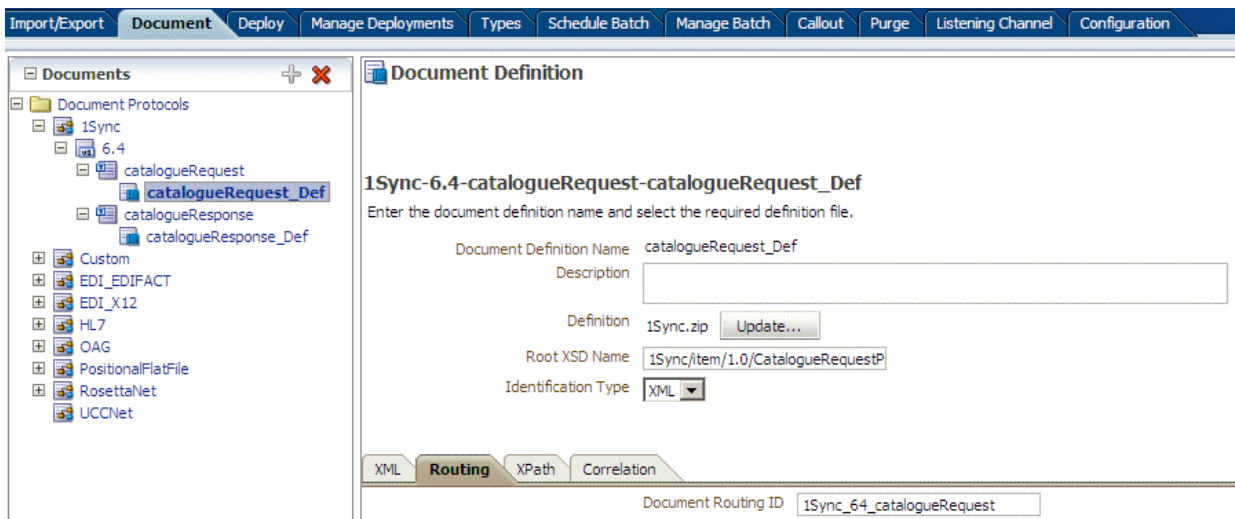 Import/Export Document Deploy Manage Deployments Types Schedule Batch Manage Batch Callout Purge Listening Channel Configuration
Documents
Document Protocols
1Sync
6.4
catalogueRequest
catalogueRequest_Def
catalogueResponse
catalogueResponse_Def
Custom
EDI_EDIFACT
EDI_X12
HL7
OAG
PositionalFlatFile
RosettaNet
UCCNet
Document Definition
1Sync-6.4-catalogueRequest-catalogueRequest_Def
Enter the document definition name and select the required definition file.
Document Definition Name catalogueRequest_Def
Description
Definition 1Sync.zip Update...
Root XSD Name 1Sync/item/1.0/CatalogueRequestP
Identification Type XML
XML Routing XPath Correlation
Document Routing ID 1Sync_64_catalogueRequest